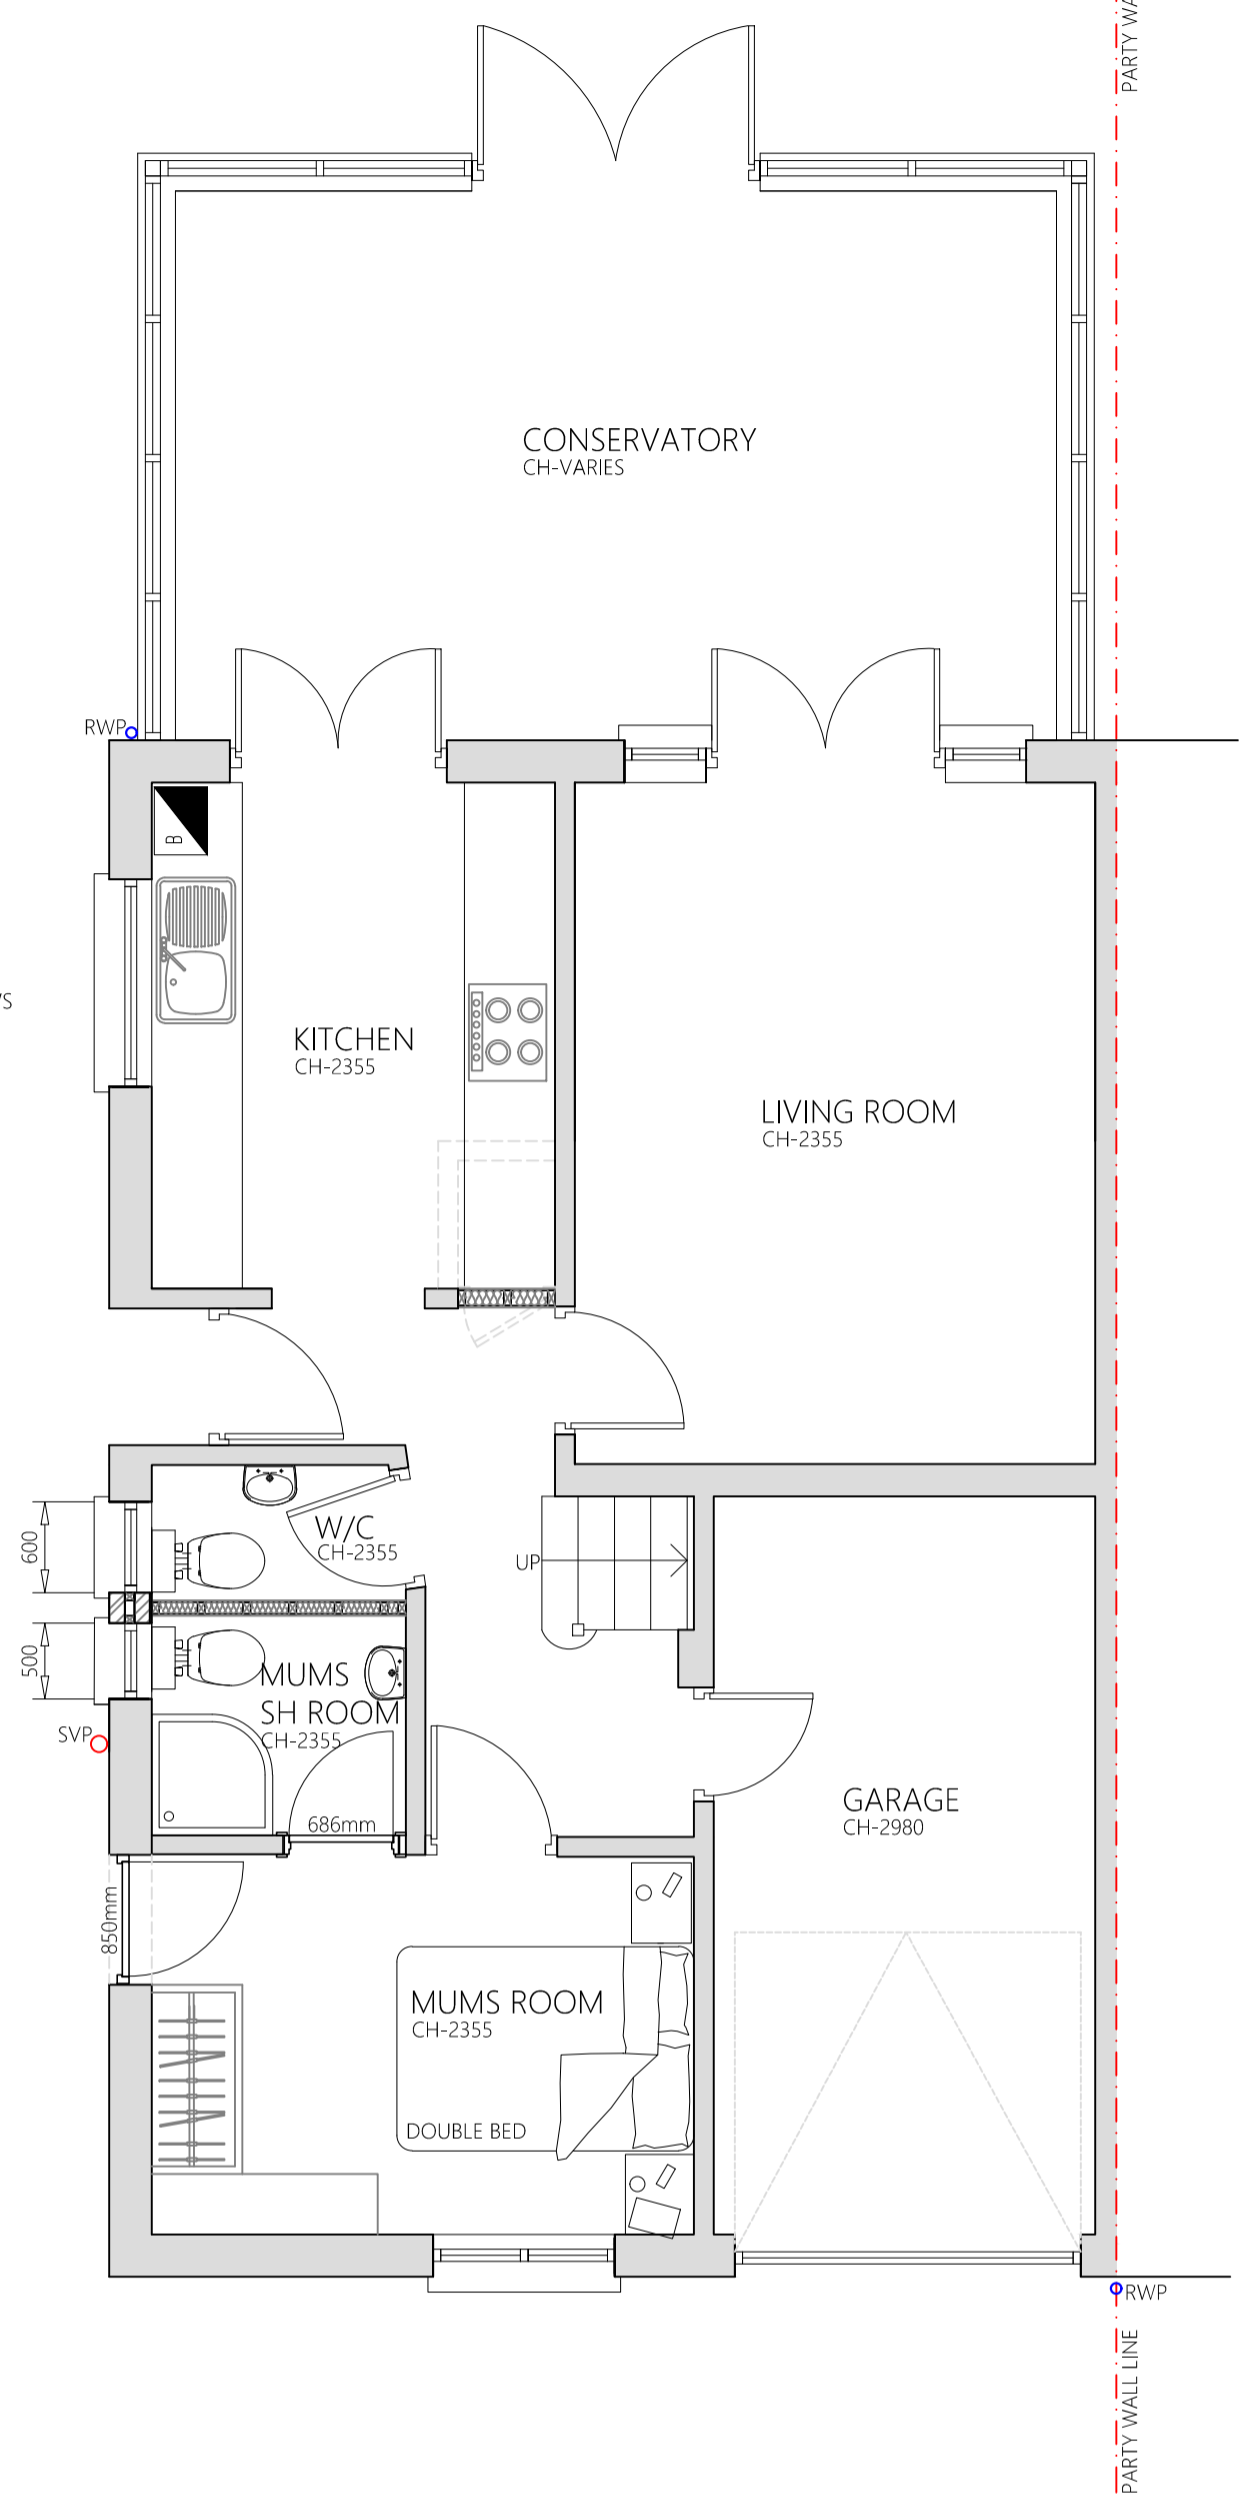 PARTY WA
CONSERVATORY
CH-VARIES
RWP
B
KITCHEN
CH-2355
LIVING ROOM
CH-2355
W/C
CH-2355
600
UP
500
MUMS
SH ROOM
CH-2355
SVP
686mm
GARAGE
CH-2980
850mm
MUMS ROOM
CH-2355
DOUBLE BED
RWP
PARTY WALL LINE